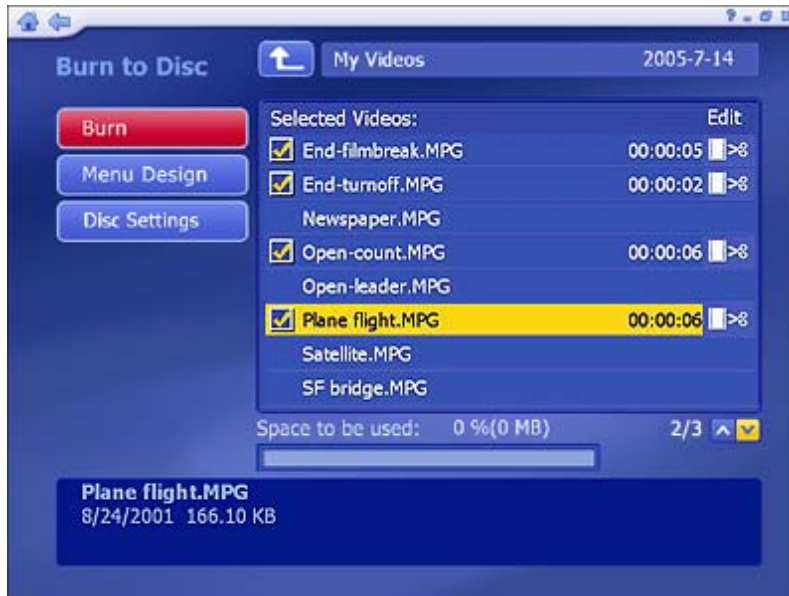 Burn to Disc
My Videos 2005-7-14
Burn
Menu Design
Disc Settings
Selected Videos: Edit
End-filmbreak.MPG 00:00:05
End-turnoff.MPG 00:00:02
Newspaper.MPG
Open-count.MPG 00:00:06
Open-leader.MPG
Plane flight.MPG 00:00:06
Satellite.MPG
SF bridge.MPG
Space to be used: 0 %(0 MB) 2/3
Plane flight.MPG
8/24/2001 166.10 KB